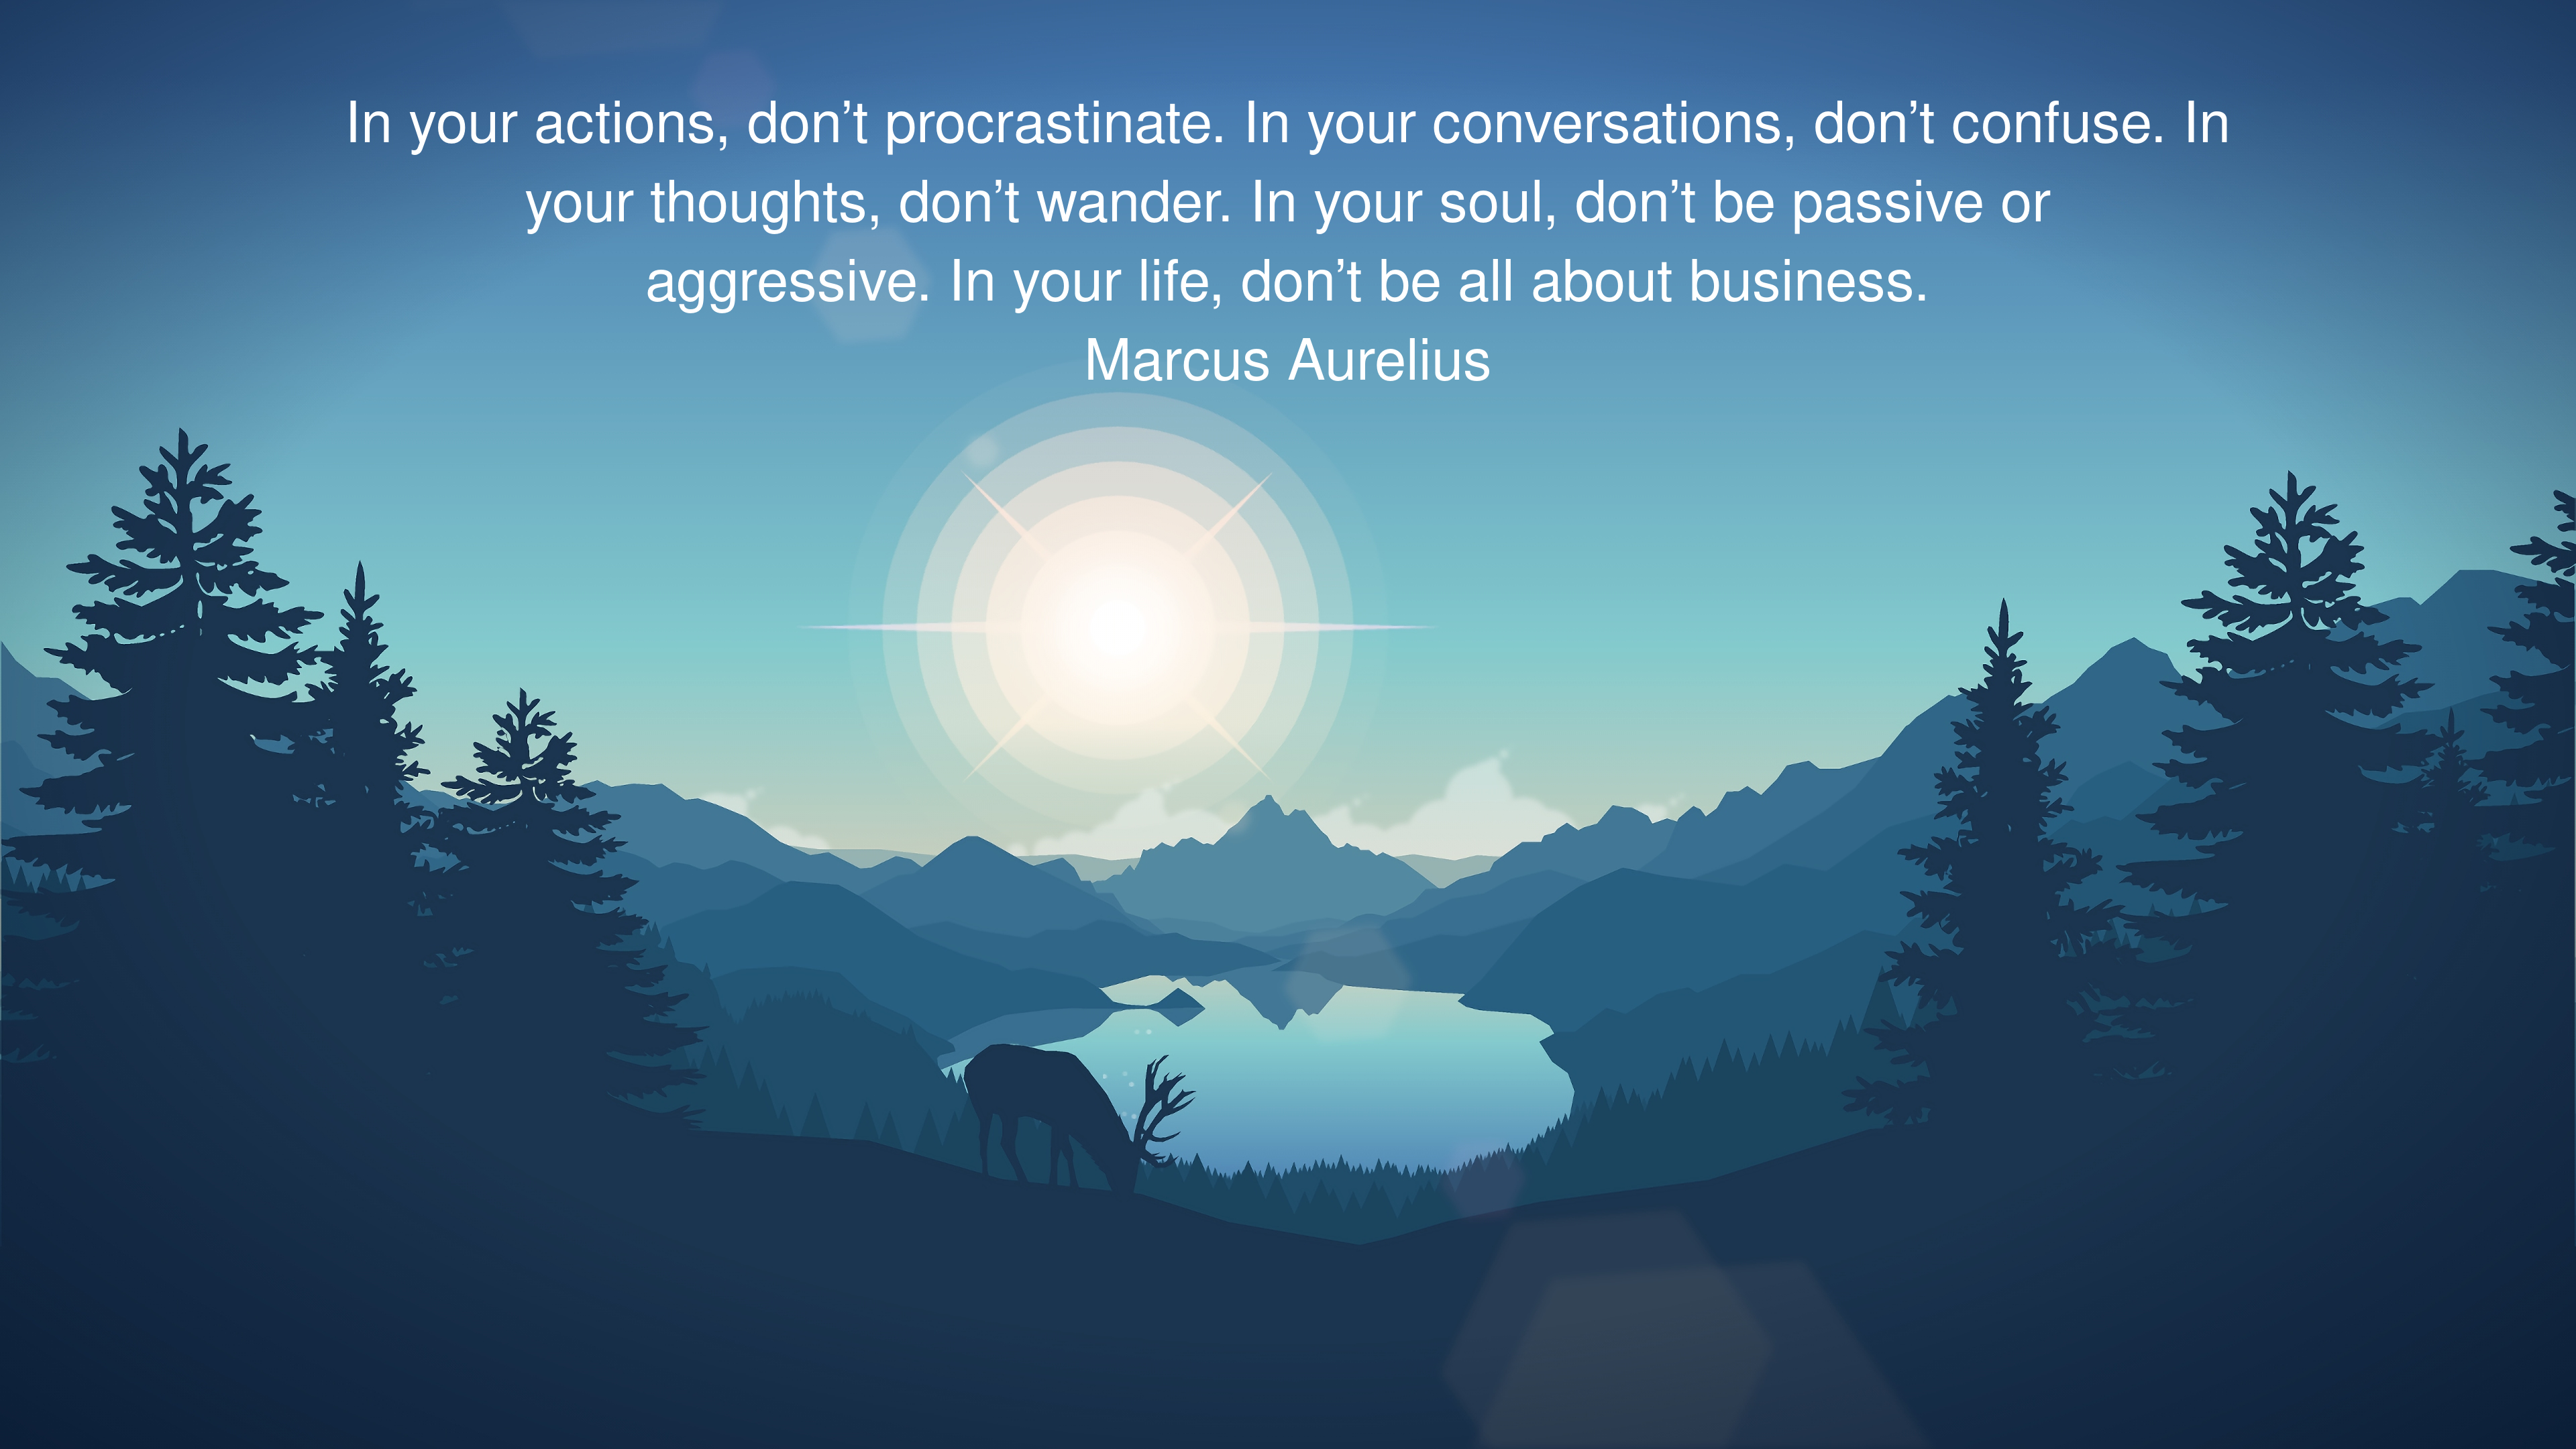 In your actions, don’t procrastinate. In your conversations, don’t confuse. In
your thoughts, don’t wander. In your soul, don’t be passive or
aggressive. In your life, don’t be all about business.
Marcus Aurelius